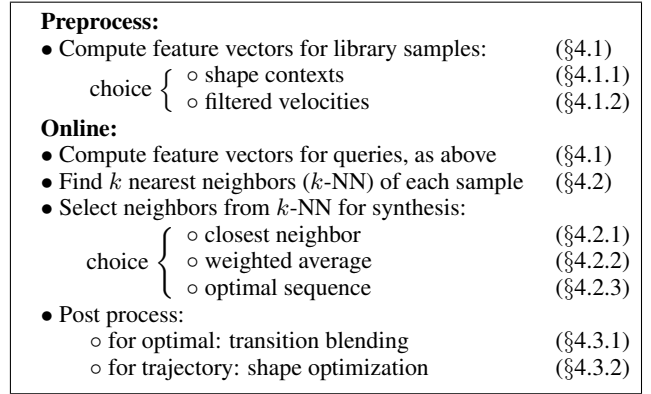 Preprocess:
• Compute feature vectors for library samples: (§4.1)
choice { ◦ shape contexts (§4.1.1)
◦ filtered velocities (§4.1.2)
Online:
• Compute feature vectors for queries, as above (§4.1)
• Find k nearest neighbors (k-NN) of each sample (§4.2)
• Select neighbors from k-NN for synthesis:
◦ closest neighbor (§4.2.1)
choice { ◦ weighted average (§4.2.2)
◦ optimal sequence (§4.2.3)
• Post process:
◦ for optimal: transition blending (§4.3.1)
◦ for trajectory: shape optimization (§4.3.2)